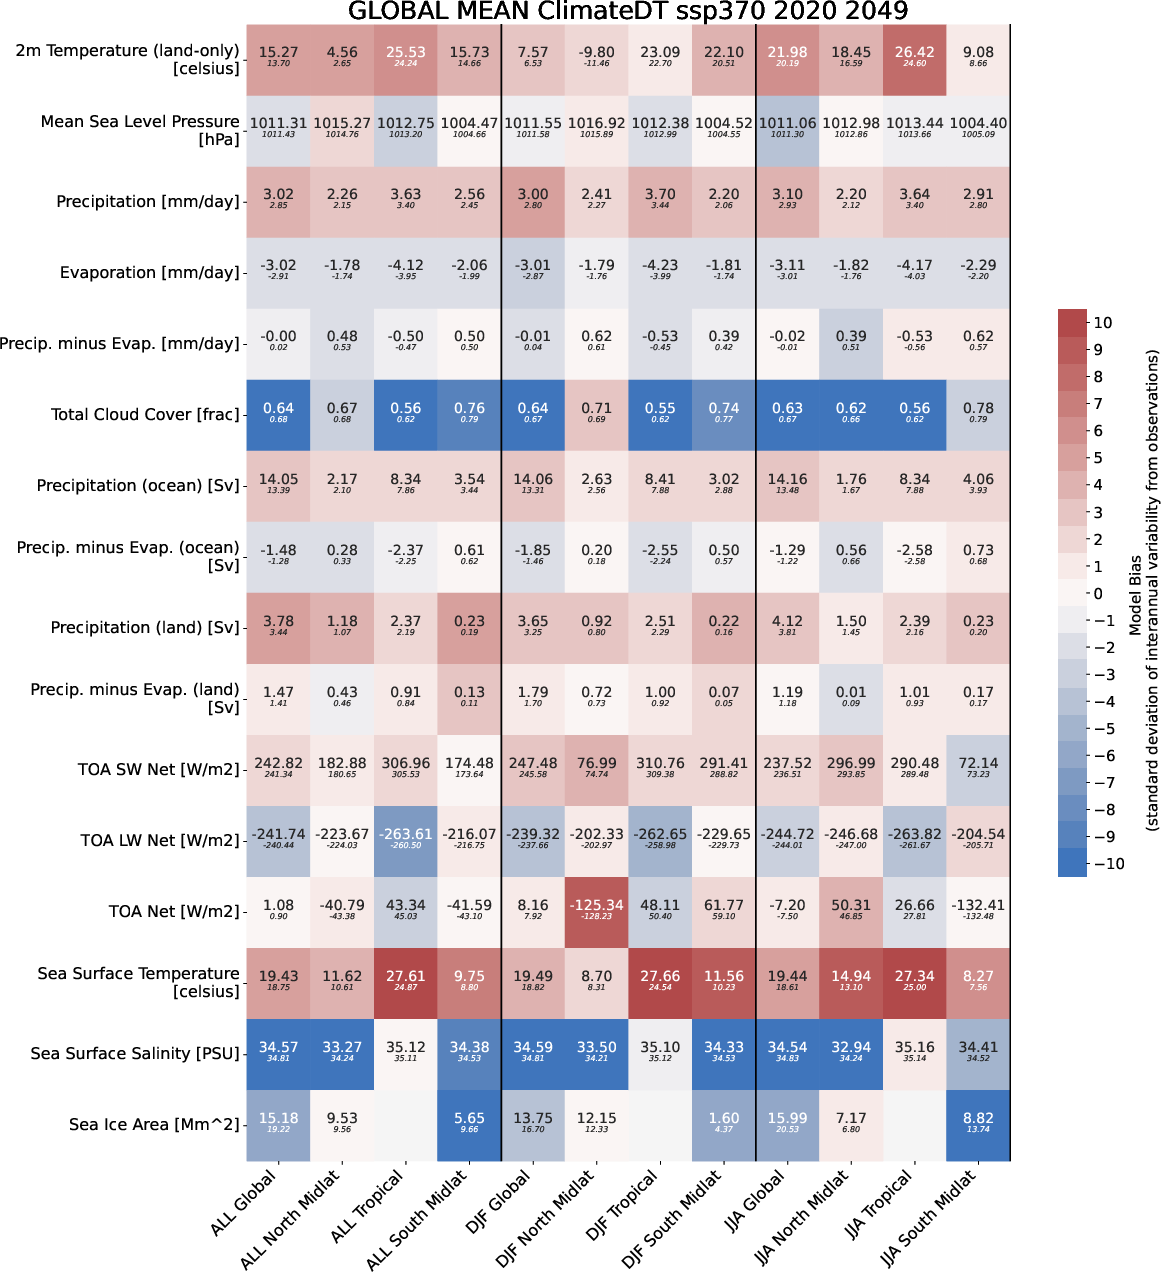 GLOBAL MEAN ClimateDT ssp370 2020 2049
2m Temperature (land-only) [celsius] 15.27 4.56 25.53 15.73 7.57 -9.80 23.09 22.10 21.98 18.45 26.42 9.08
13.70 2.65 24.24 14.66 6.53 -11.46 22.70 20.51 20.19 16.59 24.60 8.66
Mean Sea Level Pressure [hPa] 1011.31 1015.27 1012.75 1004.47 1011.55 1016.92 1012.38 1004.52 1011.06 1012.98 1013.44 1004.40
1011.43 1014.76 1013.20 1004.66 1011.58 1015.89 1012.99 1004.55 1011.30 1012.86 1013.66 1005.09
Precipitation [mm/day] 3.02 2.26 3.63 2.56 3.00 2.41 3.70 2.20 3.10 2.20 3.64 2.91
2.85 2.15 3.40 2.45 2.80 2.27 3.44 2.06 2.93 2.12 3.40 2.80
Evaporation [mm/day] -3.02 -1.78 -4.12 -2.06 -3.01 -1.79 -4.23 -1.81 -3.11 -1.82 -4.17 -2.29
-2.91 -1.74 -3.95 -1.99 -2.87 -1.76 -3.99 -1.74 -3.01 -1.76 -4.03 -2.20
Precip. minus Evap. [mm/day] -0.00 0.48 -0.50 0.50 -0.01 0.62 -0.53 0.39 -0.02 0.39 -0.53 0.62
0.02 0.53 -0.47 0.50 0.04 0.61 -0.45 0.42 -0.01 0.51 -0.56 0.57
Total Cloud Cover [frac] 0.64 0.67 0.56 0.76 0.64 0.71 0.55 0.74 0.63 0.62 0.56 0.78
0.68 0.68 0.62 0.79 0.67 0.69 0.62 0.77 0.67 0.66 0.62 0.79
Precipitation (ocean) [Sv] 14.05 2.17 8.34 3.54 14.06 2.63 8.41 3.02 14.16 1.76 8.34 4.06
13.39 2.10 7.86 3.44 13.31 2.56 7.88 2.88 13.48 1.67 7.88 3.93
Precip. minus Evap. (ocean) [Sv] -1.48 0.28 -2.37 0.61 -1.85 0.20 -2.55 0.50 -1.29 0.56 -2.58 0.73
-1.28 0.33 -2.25 0.62 -1.46 0.18 -2.24 0.57 -1.22 0.66 -2.58 0.68
Precipitation (land) [Sv] 3.78 1.18 2.37 0.23 3.65 0.92 2.51 0.22 4.12 1.50 2.39 0.23
3.44 1.07 2.19 0.19 3.25 0.80 2.29 0.16 3.81 1.45 2.16 0.20
Precip. minus Evap. (land) [Sv] 1.47 0.43 0.91 0.13 1.79 0.72 1.00 0.07 1.19 0.01 1.01 0.17
1.41 0.46 0.84 0.11 1.70 0.73 0.92 0.05 1.18 0.09 0.93 0.17
TOA SW Net [W/m2] 242.82 182.88 306.96 174.48 247.48 76.99 310.76 291.41 237.52 296.99 290.48 72.14
241.34 180.65 305.53 173.64 245.58 74.74 309.38 288.82 236.51 293.85 289.48 73.23
TOA LW Net [W/m2] -241.74 -223.67 -263.61 -216.07 -239.32 -202.33 -262.65 -229.65 -244.72 -246.68 -263.82 -204.54
-240.44 -224.03 -260.50 -216.75 -237.66 -202.97 -258.98 -229.73 -244.01 -247.00 -261.67 -205.71
TOA Net [W/m2] 1.08 -40.79 43.34 -41.59 8.16 -125.34 48.11 61.77 -7.20 50.31 26.66 -132.41
0.90 -43.38 45.03 -43.10 7.92 -128.23 50.40 59.10 -7.50 46.85 27.81 -132.48
Sea Surface Temperature [celsius] 19.43 11.62 27.61 9.75 19.49 8.70 27.66 11.56 19.44 14.94 27.34 8.27
18.75 10.61 24.87 8.80 18.82 8.31 24.54 10.23 18.61 13.10 25.00 7.56
Sea Surface Salinity [PSU] 34.57 33.27 35.12 34.38 34.59 33.50 35.10 34.33 34.54 32.94 35.16 34.41
34.81 34.24 35.11 34.53 34.81 34.21 35.12 34.53 34.83 34.24 35.14 34.52
Sea Ice Area [Mm^2] 15.18 9.53 5.65 13.75 12.15 1.60 15.99 7.17 8.82
19.22 9.56 9.66 16.70 12.33 4.37 20.53 6.80 13.74
ALL Global
ALL North Midlat
ALL Tropical
ALL South Midlat
DJF Global
DJF North Midlat
DJF Tropical
DJF South Midlat
JJA Global
JJA North Midlat
JJA Tropical
JJA South Midlat
10
9
8
7
6
5
4
3
2
1
0
−1
−2
−3
−4
−5
−6
−7
−8
−9
−10
Model Bias
(standard deviation of interannual variability from observations)